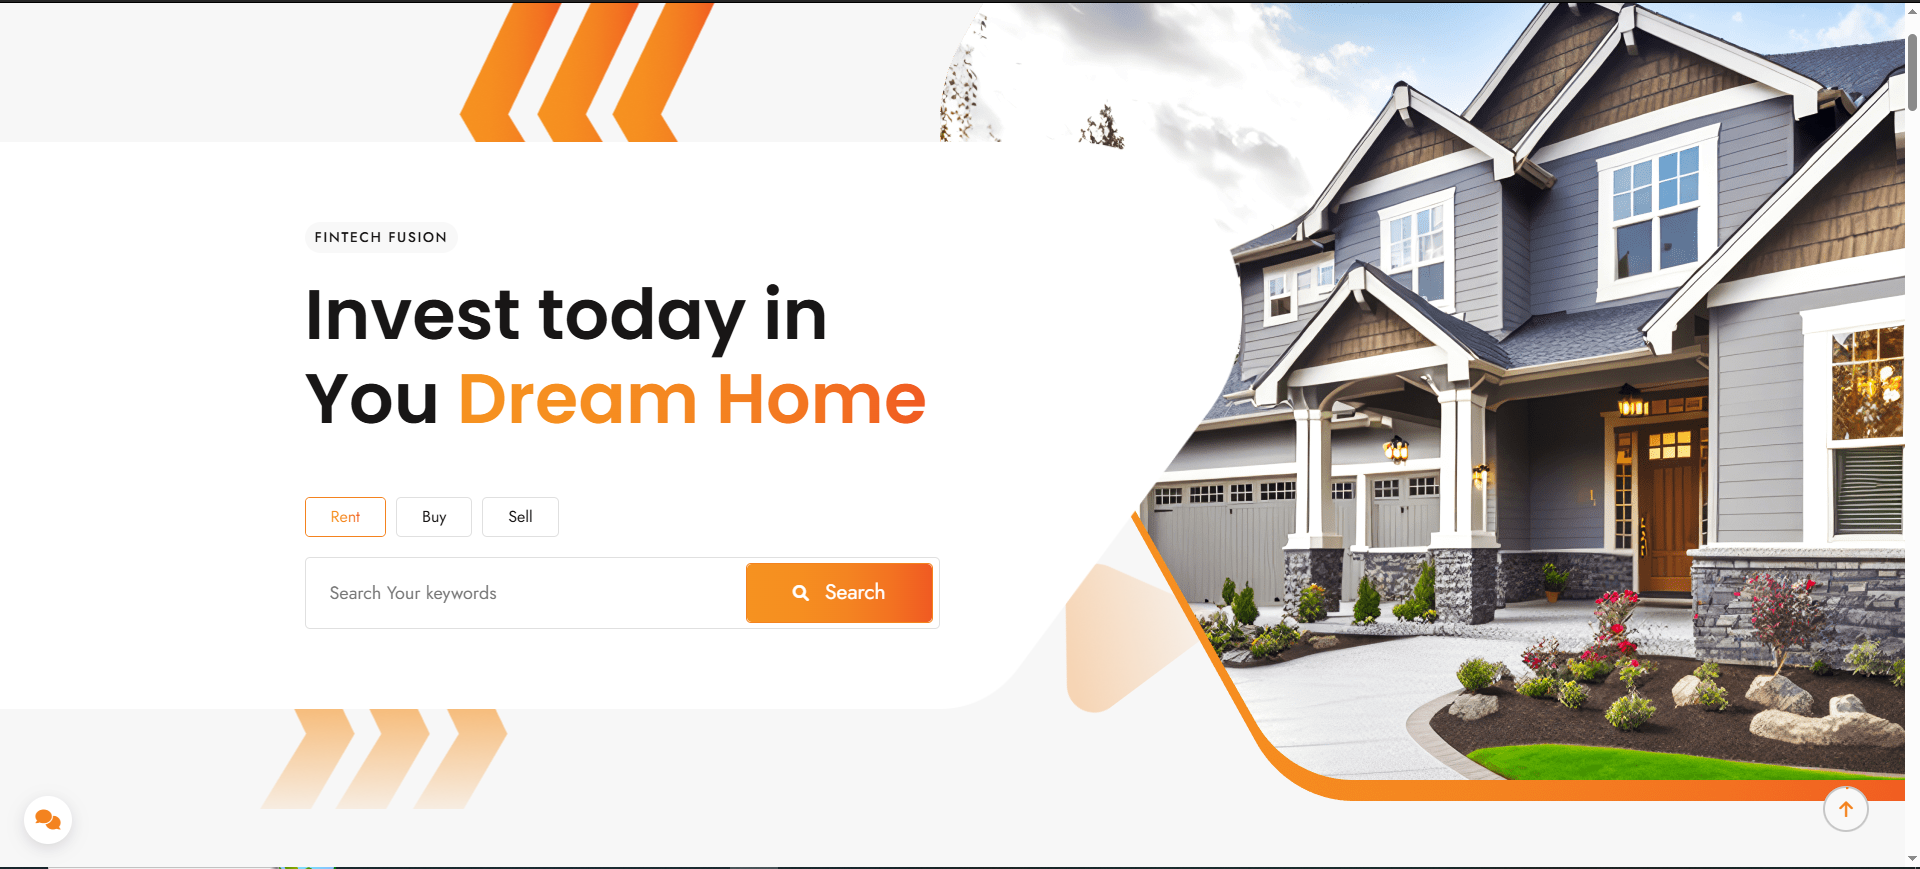 FINTECH FUSION
Invest today in
You Dream Home
Rent
Buy
Sell
Search Your keywords
Search